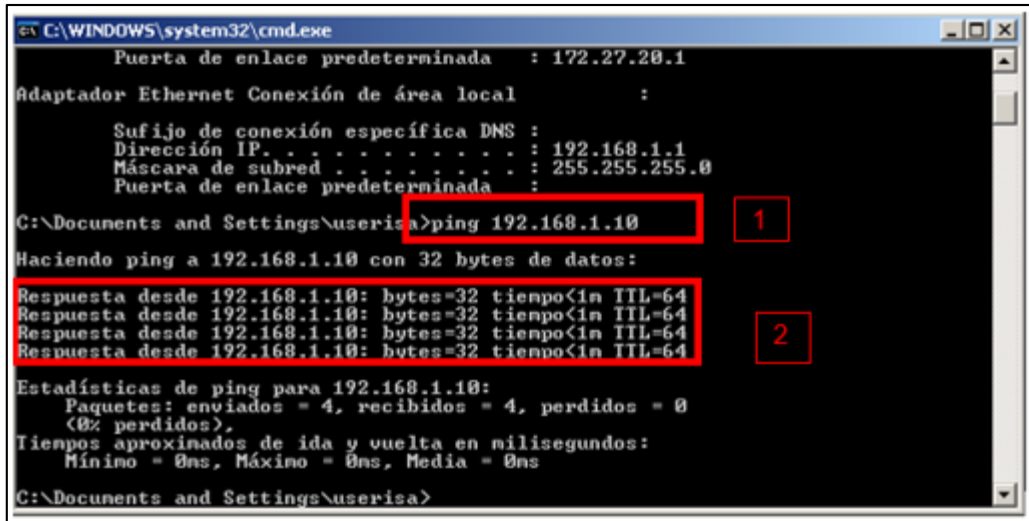 C:\WINDOWS\system32\cmd.exe
Puerta de enlace predeterminada : 172.27.20.1
Adaptador Ethernet Conexión de área local :
Sufijo de conexión específica DNS :
Dirección IP. . . . . . . . . . . : 192.168.1.1
Máscara de subred . . . . . . . . : 255.255.255.0
Puerta de enlace predeterminada :
C:\Documents and Settings\userisa>ping 192.168.1.10
1
Haciendo ping a 192.168.1.10 con 32 bytes de datos:
Respuesta desde 192.168.1.10: bytes=32 tiempo<1m TTL=64
Respuesta desde 192.168.1.10: bytes=32 tiempo<1m TTL=64
Respuesta desde 192.168.1.10: bytes=32 tiempo<1m TTL=64
Respuesta desde 192.168.1.10: bytes=32 tiempo<1m TTL=64
2
Estadísticas de ping para 192.168.1.10:
Paquetes: enviados = 4, recibidos = 4, perdidos = 0
(0% perdidos),
Tiempos aproximados de ida y vuelta en milisegundos:
Mínimo = 0ms, Máximo = 0ms, Media = 0ms
C:\Documents and Settings\userisa>